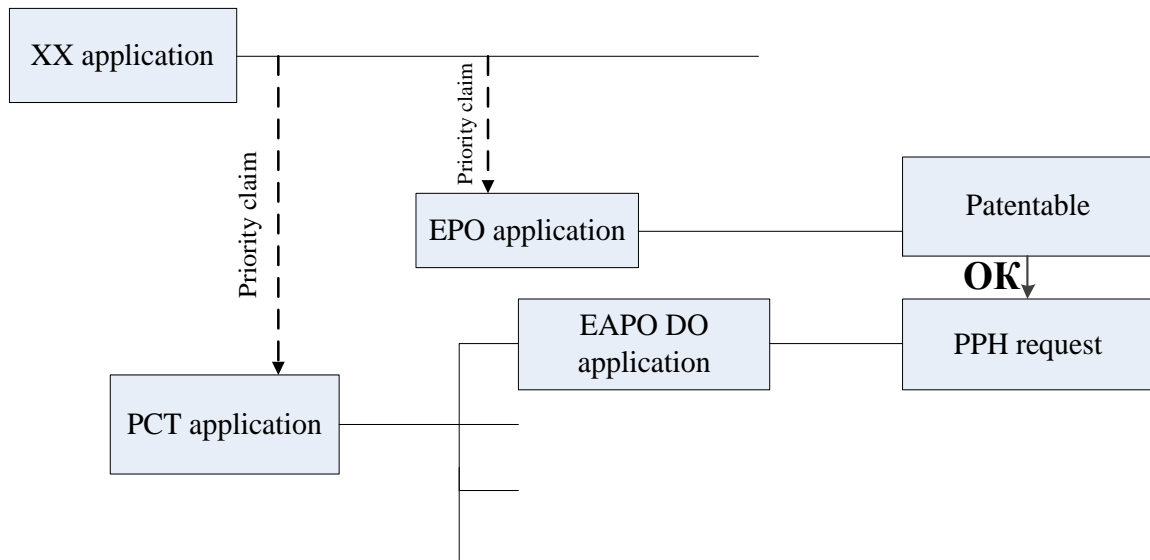 XX application
Priority claim
Priority claim
EPO application
Patentable
OK
EAPO DO
application
PPH request
PCT application